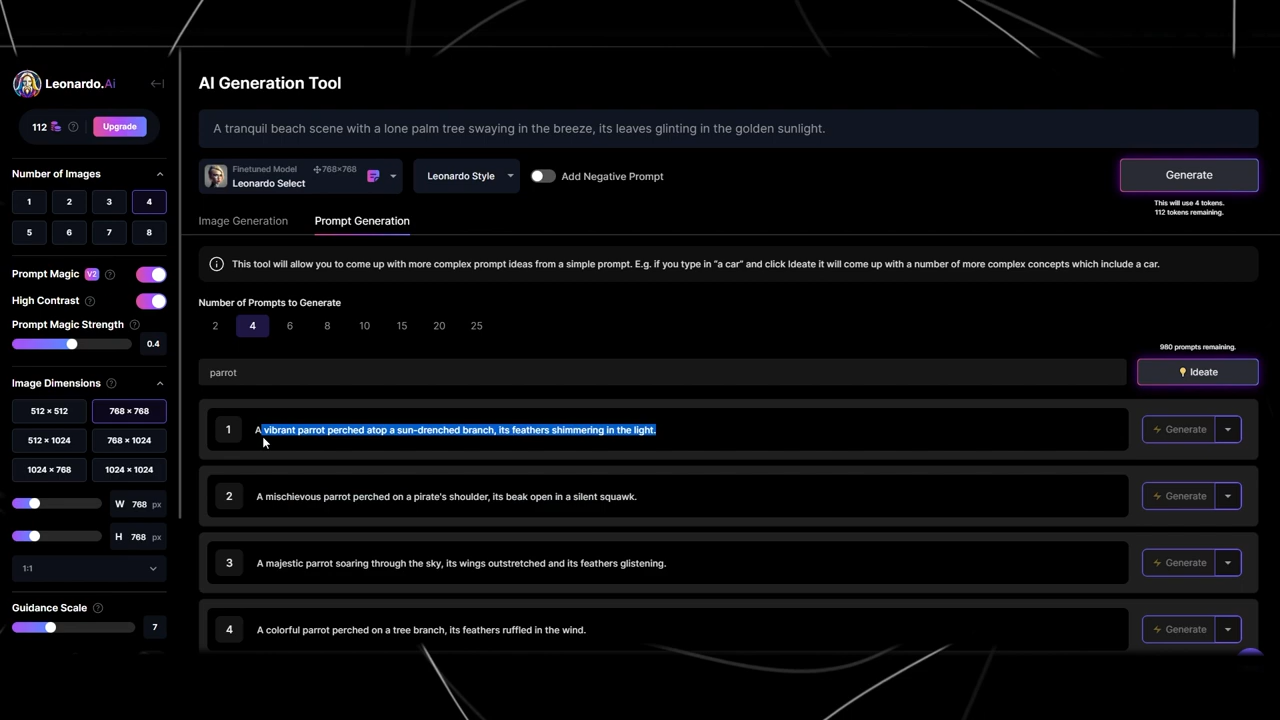 Leonardo.Ai
112
Upgrade
Number of Images
1 2 3 4
5 6 7 8
Prompt Magic V2
High Contrast
Prompt Magic Strength
0.4
Image Dimensions
512 × 512 768 × 768
512 × 1024 768 × 1024
1024 × 768 1024 × 1024
W 768 px
H 768 px
1:1
Guidance Scale
7
AI Generation Tool
A tranquil beach scene with a lone palm tree swaying in the breeze, its leaves glinting in the golden sunlight.
Finetuned Model 768×768
Leonardo Select
Leonardo Style
Add Negative Prompt
Generate
This will use 4 tokens.
112 tokens remaining.
Image Generation Prompt Generation
This tool will allow you to come up with more complex prompt ideas from a simple prompt. E.g. if you type in "a car" and click Ideate it will come up with a number of more complex concepts which include a car.
Number of Prompts to Generate
2 4 6 8 10 15 20 25
980 prompts remaining.
parrot
Ideate
1 A vibrant parrot perched atop a sun-drenched branch, its feathers shimmering in the light. Generate
2 A mischievous parrot perched on a pirate's shoulder, its beak open in a silent squawk. Generate
3 A majestic parrot soaring through the sky, its wings outstretched and its feathers glistening. Generate
4 A colorful parrot perched on a tree branch, its feathers ruffled in the wind. Generate